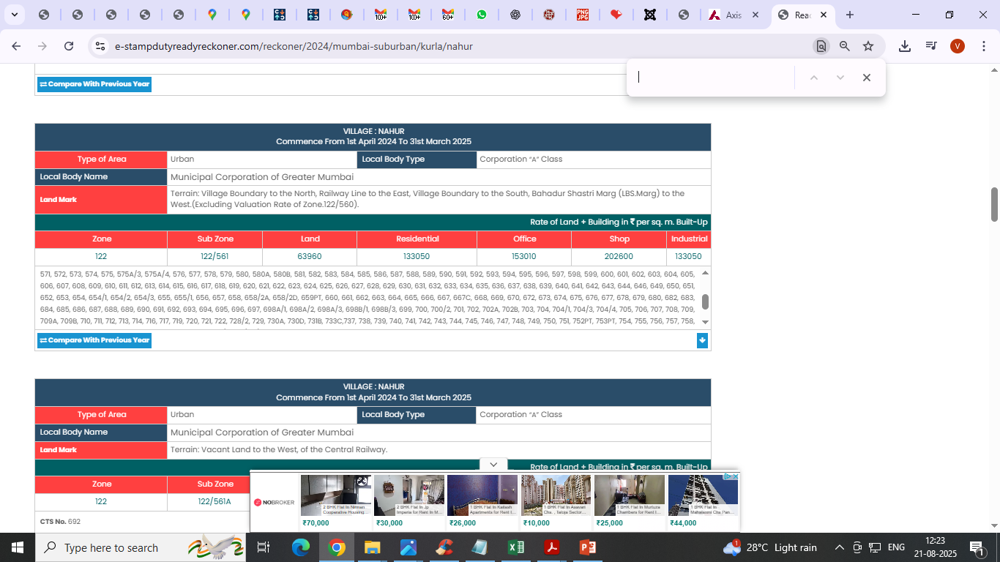 100+
100+
60+
PNG
JPG
Axis
Read
e-stampdutyreadyreckoner.com/reckoner/2024/mumbai-suburban/kurla/nahur
V
Compare With Previous Year
VILLAGE : NAHUR
Commence From 1st April 2024 To 31st March 2025
Type of Area Urban Local Body Type Corporation "A" Class
Local Body Name Municipal Corporation of Greater Mumbai
Land Mark Terrain: Village Boundary to the North, Railway Line to the East, Village Boundary to the South, Bahadur Shastri Marg (LBS.Marg) to the
West.(Excluding Valuation Rate of Zone.122/560).
Rate of Land + Building in ₹ per sq. m. Built-Up
Zone Sub Zone Land Residential Office Shop Industrial
122 122/561 63960 133050 153010 202600 133050
571, 572, 573, 574, 575, 575A/3, 575A/4, 576, 577, 578, 579, 580, 580A, 580B, 581, 582, 583, 584, 585, 586, 587, 588, 589, 590, 591, 592, 593, 594, 595, 596, 597, 598, 599, 600, 601, 602, 603, 604, 605,
606, 607, 608, 609, 610, 611, 612, 613, 614, 615, 616, 617, 618, 619, 620, 621, 622, 623, 624, 625, 626, 627, 628, 629, 630, 631, 632, 633, 634, 635, 636, 637, 638, 639, 640, 641, 642, 643, 644, 646, 649, 650, 651,
652, 653, 654, 654/1, 654/2, 654/3, 655, 655/1, 656, 657, 658, 658/2A, 658/2D, 659PT, 660, 661, 662, 663, 664, 665, 666, 667, 667C, 668, 669, 670, 672, 673, 674, 675, 676, 677, 678, 679, 680, 682, 683,
684, 685, 686, 687, 688, 689, 690, 691, 692, 693, 694, 695, 696, 697, 698A/1, 698A/2, 698A/3, 698B/1, 698B/3, 699, 700, 700/2, 701, 702, 702A, 702B, 703, 704, 704/1, 704/3, 704/4, 705, 706, 707, 708, 709,
709A, 709B, 710, 711, 712, 713, 714, 716, 717, 719, 720, 721, 722, 728/2, 729, 730A, 730D, 731B, 733C,737, 738, 739, 740, 741, 742, 743, 744, 745, 746, 747, 748, 749, 750, 751, 752PT, 753PT, 754, 755, 756, 757, 758,
Compare With Previous Year
VILLAGE : NAHUR
Commence From 1st April 2024 To 31st March 2025
Type of Area Urban Local Body Type Corporation "A" Class
Local Body Name Municipal Corporation of Greater Mumbai
Land Mark Terrain: Vacant Land to the West, of the Central Railway.
Rate of Land + Building in ₹ per sq. m. Built-Up
Zone Sub Zone
122 122/561A
CTS No. 692
NOBROKER
2 BHK Flat In Nirman Cooperative Housing...
₹70,000
2 BHK Flat In Jp Imperia for Rent In M...
₹30,000
1 BHK Flat In Kailash Apartments for Rent I...
₹26,000
1 BHK Flat In Asavari Chs. , Taloja Sector...
₹10,000
1 BHK Flat In Murtuza Chambers for Rent I...
₹25,000
1 BHK Flat In Mahalaxmi Chs Pan...
₹44,000
Type here to search
28°C Light rain
ENG
12:23
21-08-2025
1